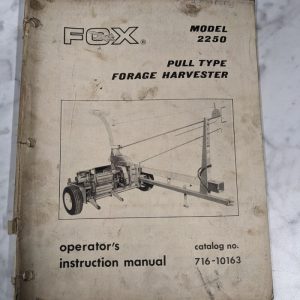 FOX®
MODEL
2250
PULL TYPE
FORAGE HARVESTER
operator's
instruction manual
catalog no.
716-10163